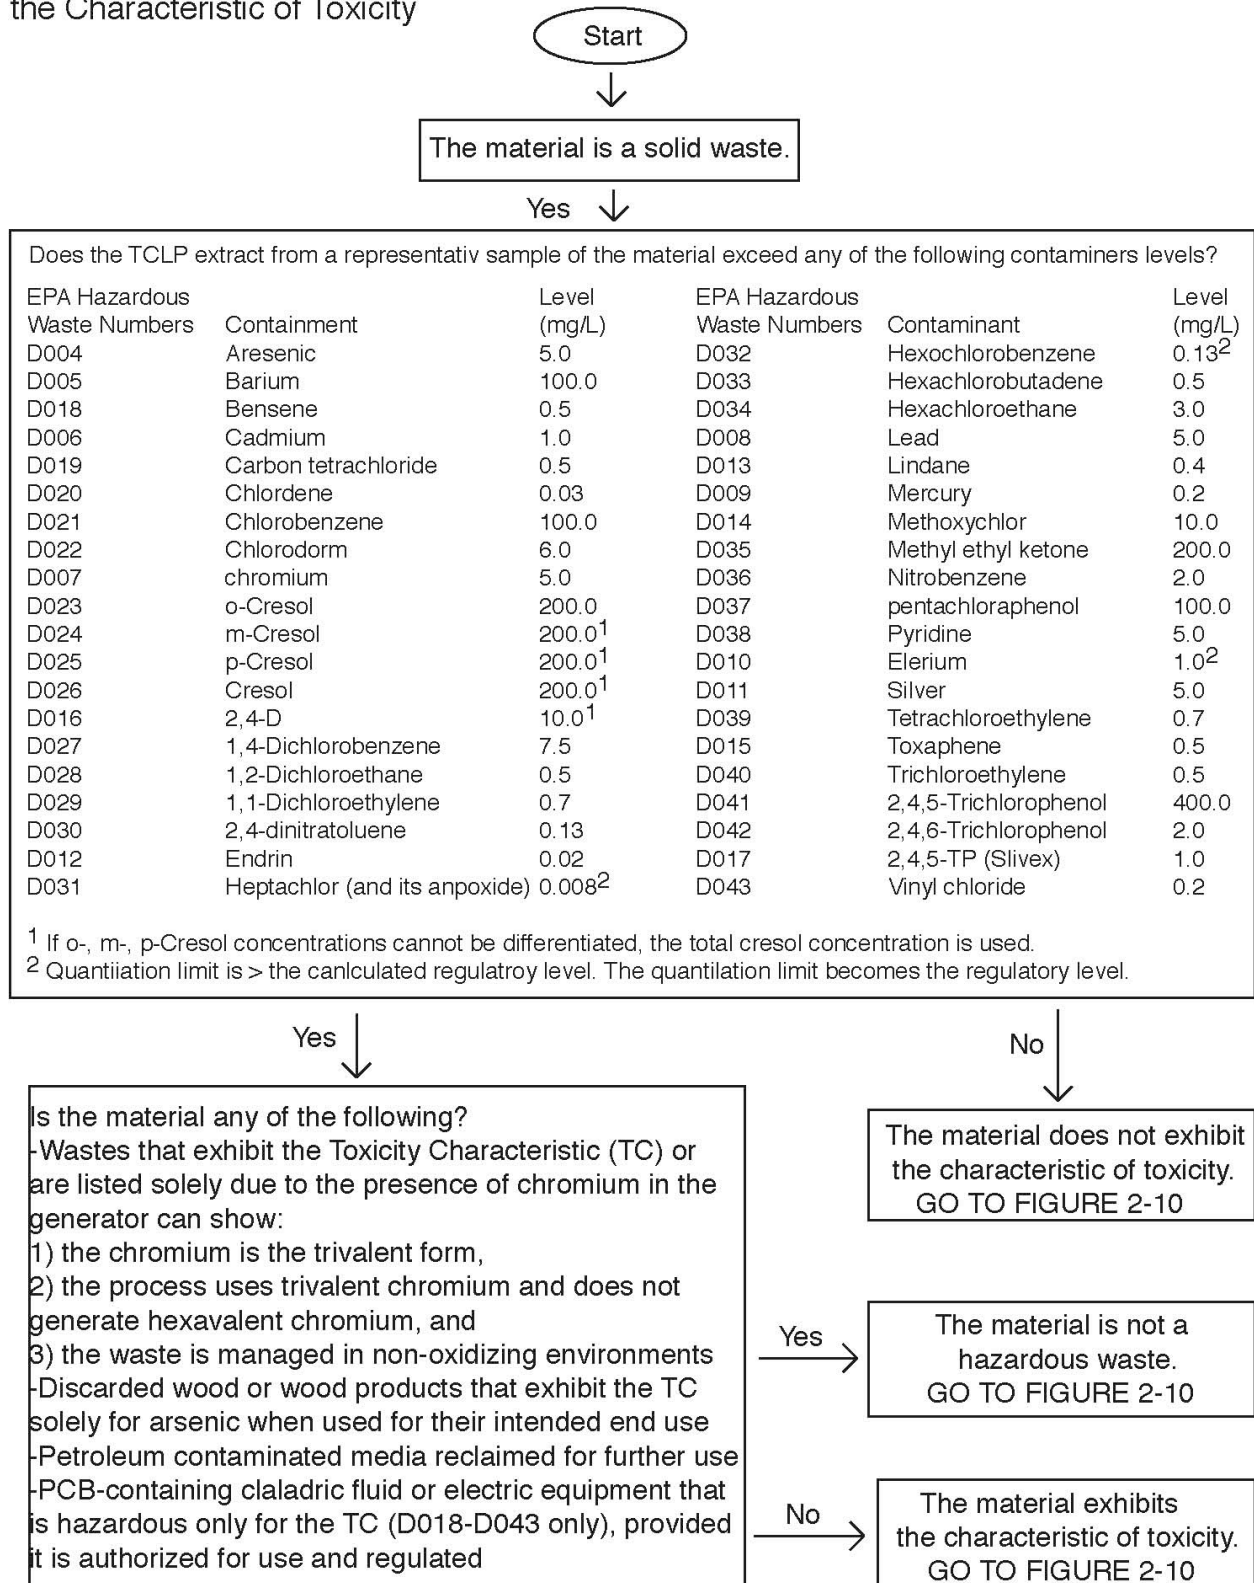 the Characteristic of Toxicity
Start
The material is a solid waste.
Yes
Does the TCLP extract from a representativ sample of the material exceed any of the following contaminers levels?
EPA Hazardous Level EPA Hazardous Level
Waste Numbers Containment (mg/L) Waste Numbers Contaminant (mg/L)
D004 Aresenic 5.0 D032 Hexochlorobenzene 0.13²
D005 Barium 100.0 D033 Hexachlorobutadene 0.5
D018 Bensene 0.5 D034 Hexachloroethane 3.0
D006 Cadmium 1.0 D008 Lead 5.0
D019 Carbon tetrachloride 0.5 D013 Lindane 0.4
D020 Chlordene 0.03 D009 Mercury 0.2
D021 Chlorobenzene 100.0 D014 Methoxychlor 10.0
D022 Chlorodorm 6.0 D035 Methyl ethyl ketone 200.0
D007 chromium 5.0 D036 Nitrobenzene 2.0
D023 o-Cresol 200.0 D037 pentachloraphenol 100.0
D024 m-Cresol 200.0¹ D038 Pyridine 5.0
D025 p-Cresol 200.0¹ D010 Elerium 1.0²
D026 Cresol 200.0¹ D011 Silver 5.0
D016 2,4-D 10.0¹ D039 Tetrachloroethylene 0.7
D027 1,4-Dichlorobenzene 7.5 D015 Toxaphene 0.5
D028 1,2-Dichloroethane 0.5 D040 Trichloroethylene 0.5
D029 1,1-Dichloroethylene 0.7 D041 2,4,5-Trichlorophenol 400.0
D030 2,4-dinitratoluene 0.13 D042 2,4,6-Trichlorophenol 2.0
D012 Endrin 0.02 D017 2,4,5-TP (Slivex) 1.0
D031 Heptachlor (and its anpoxide) 0.008² D043 Vinyl chloride 0.2
¹ If o-, m-, p-Cresol concentrations cannot be differentiated, the total cresol concentration is used.
² Quantiiation limit is > the canlculated regulatroy level. The quantilation limit becomes the regulatory level.
Yes
No
Is the material any of the following?
-Wastes that exhibit the Toxicity Characteristic (TC) or
are listed solely due to the presence of chromium in the
generator can show:
1) the chromium is the trivalent form,
2) the process uses trivalent chromium and does not
generate hexavalent chromium, and
3) the waste is managed in non-oxidizing environments
-Discarded wood or wood products that exhibit the TC
solely for arsenic when used for their intended end use
-Petroleum contaminated media reclaimed for further use
-PCB-containing claladric fluid or electric equipment that
is hazardous only for the TC (D018-D043 only), provided
it is authorized for use and regulated
The material does not exhibit
the characteristic of toxicity.
GO TO FIGURE 2-10
Yes
The material is not a
hazardous waste.
GO TO FIGURE 2-10
No
The material exhibits
the characteristic of toxicity.
GO TO FIGURE 2-10